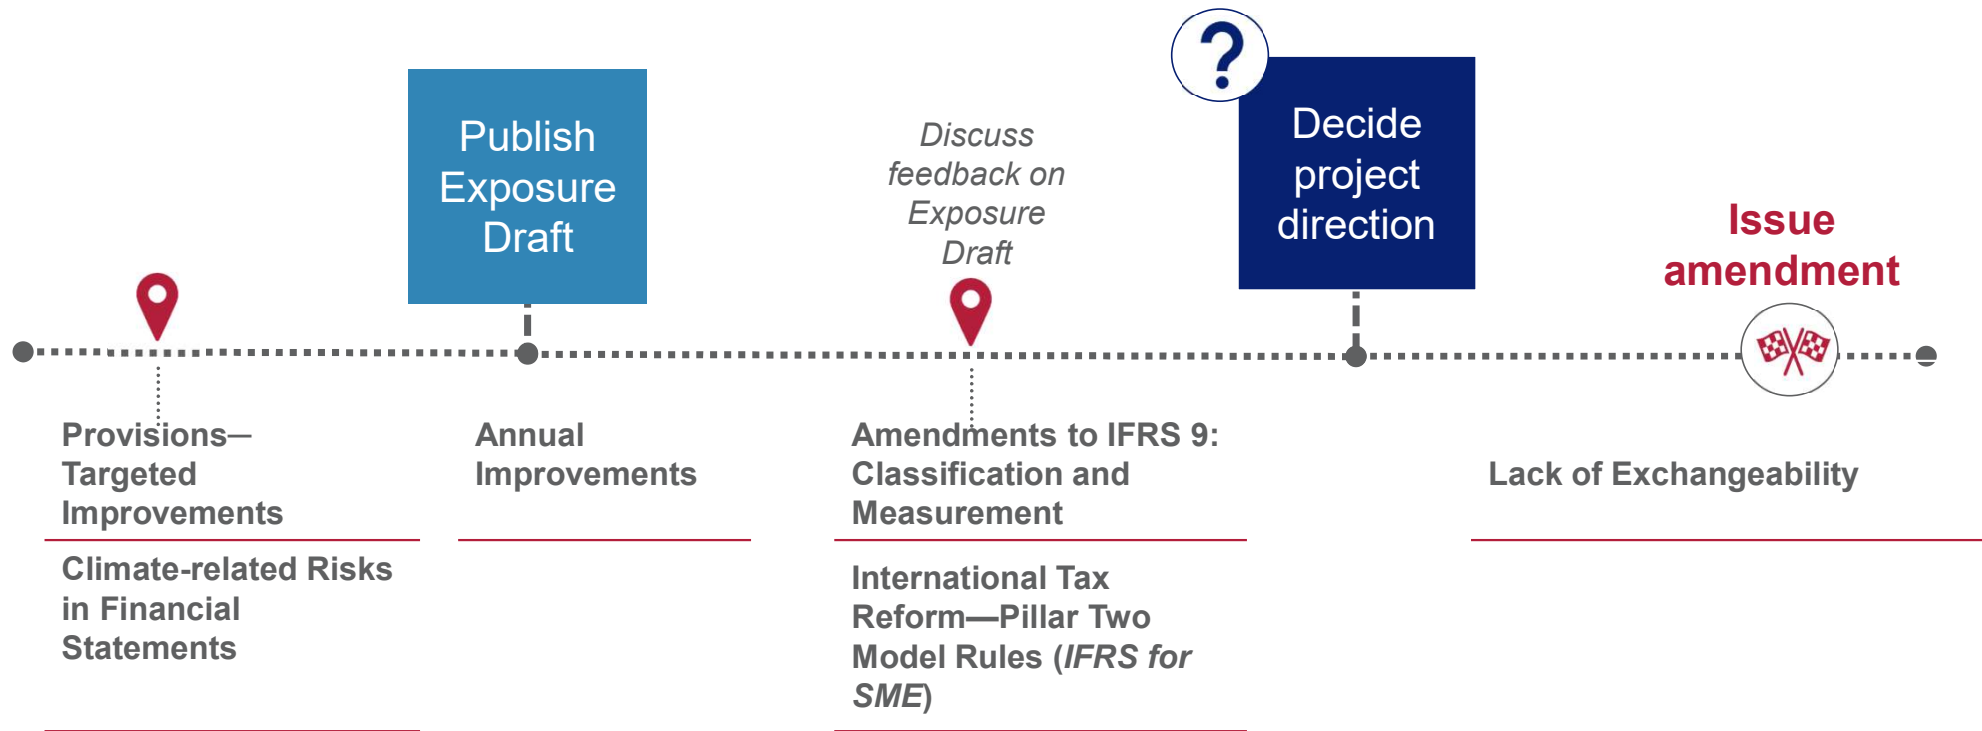 Publish
Exposure
Draft
Discuss
feedback on
Exposure
Draft
?
Decide
project
direction
Issue
amendment
Provisions—
Targeted
Improvements
Climate-related Risks
in Financial
Statements
Annual
Improvements
Amendments to IFRS 9:
Classification and
Measurement
International Tax
Reform—Pillar Two
Model Rules (IFRS for
SME)
Lack of Exchangeability